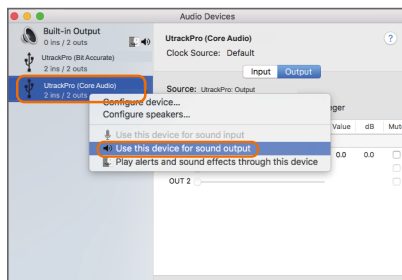 Audio Devices
Built-in Output
0 ins / 2 outs
UtrackPro (Bit Accurate)
2 ins / 2 outs
UtrackPro (Core Audio)
2 ins / 2 outs
UtrackPro (Core Audio)
?
Clock Source: Default
Input Output
Source: UtrackPro: Output
Configure device...
Configure speakers...
Use this device for sound input
Use this device for sound output
Play alerts and sound effects through this device
Value dB Mute
0.0 0.0
OUT 2